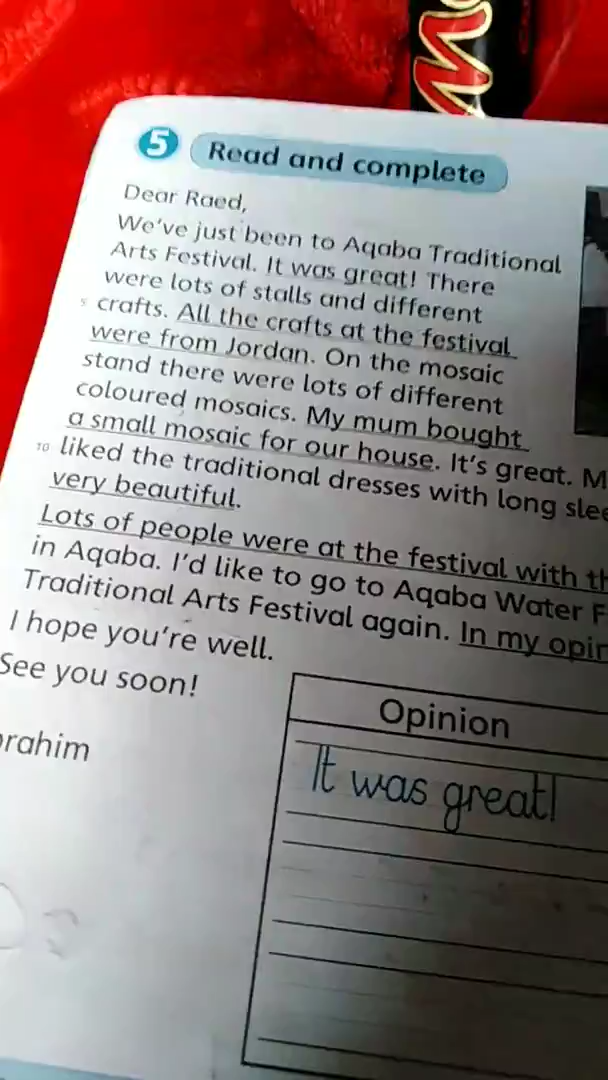 5 Read and complete
Dear Raed,
We've just been to Aqaba Traditional
Arts Festival. It was great! There
were lots of stalls and different
5 crafts. All the crafts at the festival
were from Jordan. On the mosaic
stand there were lots of different
coloured mosaics. My mum bought
a small mosaic for our house. It's great.
10 liked the traditional dresses with long
very beautiful.
Lots of people were at the festival with
in Aqaba. I'd like to go to Aqaba Water
Traditional Arts Festival again. In my
I hope you're well.
See you soon!
Opinion
It was great!